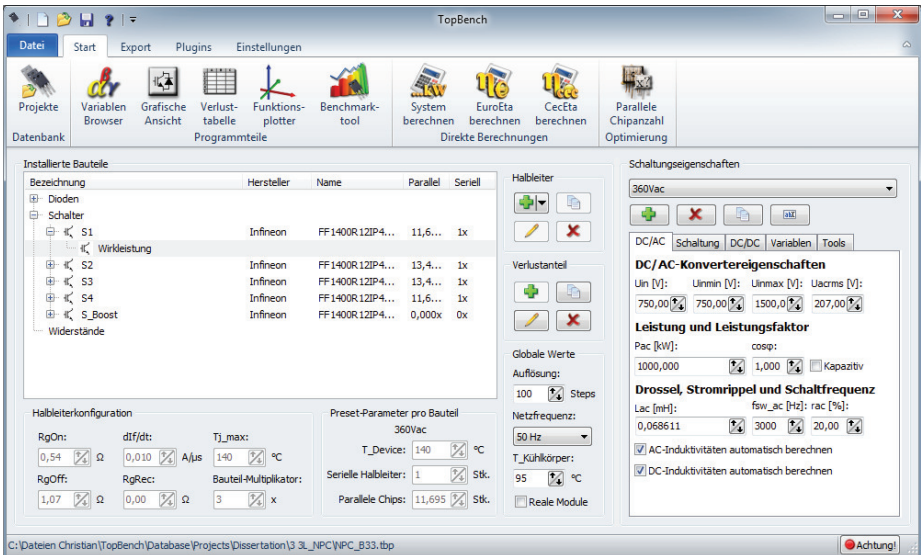 TopBench
Datei Start Export Plugins Einstellungen
Projekte Variablen Browser Grafische Ansicht Verlust-tabelle Funktions-plotter Benchmark-tool System berechnen EuroEta berechnen CecEta berechnen Parallele Chipanzahl
Datenbank Programmteile Direkte Berechnungen Optimierung
Installierte Bauteile
Bezeichnung Hersteller Name Parallel Seriell
Dioden
Schalter
S1 Infineon FF1400R12IP4... 11,6... 1x
Wirkleistung
S2 Infineon FF1400R12IP4... 13,4... 1x
S3 Infineon FF1400R12IP4... 13,4... 1x
S4 Infineon FF1400R12IP4... 11,6... 1x
S_Boost Infineon FF1400R12IP4... 0,000x 0x
Widerstände
Halbleiterkonfiguration
RgOn: dIf/dt: Tj_max:
0,54 Ω 0,010 A/µs 140 °C
RgOff: RgRec: Bauteil-Multiplikator:
1,07 Ω 0,00 Ω 3 x
Preset-Parameter pro Bauteil
360Vac
T_Device: 140 °C
Serielle Halbleiter: 1 Stk.
Parallele Chips: 11,695 Stk.
Halbleiter
Verlustanteil
Globale Werte
Auflösung:
100 Steps
Netzfrequenz:
50 Hz
T_Kühlkörper:
95 °C
Reale Module
Schaltungseigenschaften
360Vac
DC/AC Schaltung DC/DC Variablen Tools
DC/AC-Konvertereigenschaften
Uin [V]: Uinmin [V]: Uinmax [V]: Uacrms [V]:
750,00 750,00 1500,0 207,00
Leistung und Leistungsfaktor
Pac [kW]: cosφ:
1000,000 1,000 Kapazitiv
Drossel, Stromrippel und Schaltfrequenz
Lac [mH]: fsw_ac [Hz]: rac [%]:
0,068611 3000 20,00
AC-Induktivitäten automatisch berechnen
DC-Induktivitäten automatisch berechnen
C:\Dateien Christian\TopBench\Database\Projects\Dissertation\3 3L_NPC\NPC_B33.tbp Achtung!